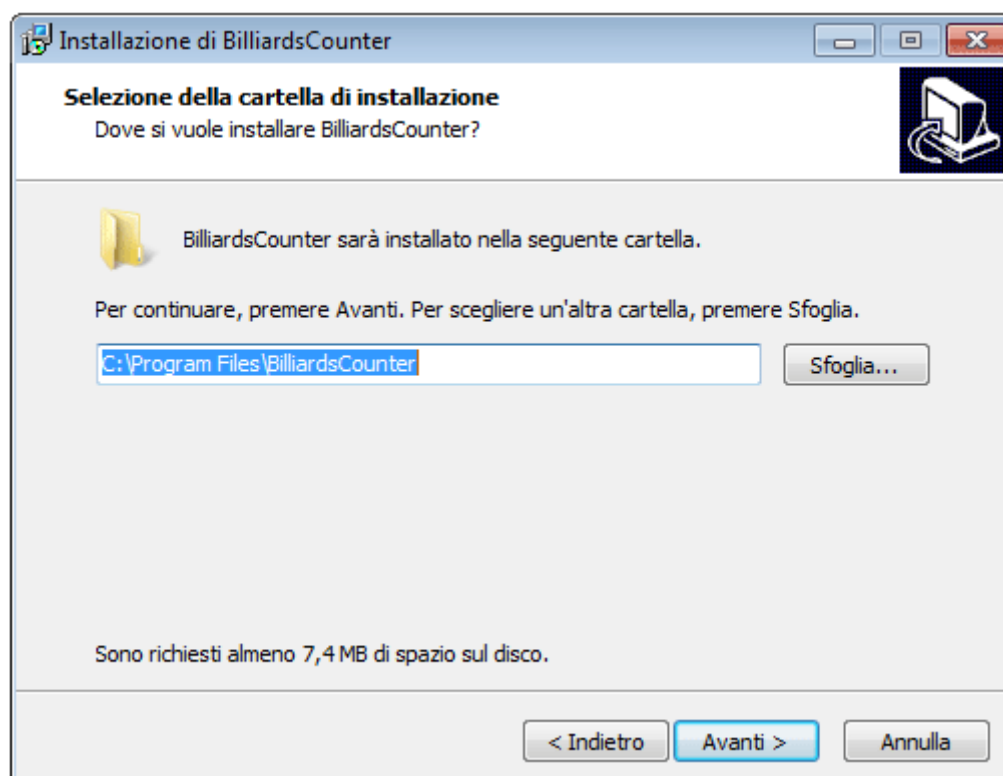 Installazione di BilliardsCounter
Selezione della cartella di installazione
Dove si vuole installare BilliardsCounter?
BilliardsCounter sarà installato nella seguente cartella.
Per continuare, premere Avanti. Per scegliere un'altra cartella, premere Sfoglia.
C:\Program Files\BilliardsCounter
Sfoglia...
Sono richiesti almeno 7,4 MB di spazio sul disco.
< Indietro
Avanti >
Annulla